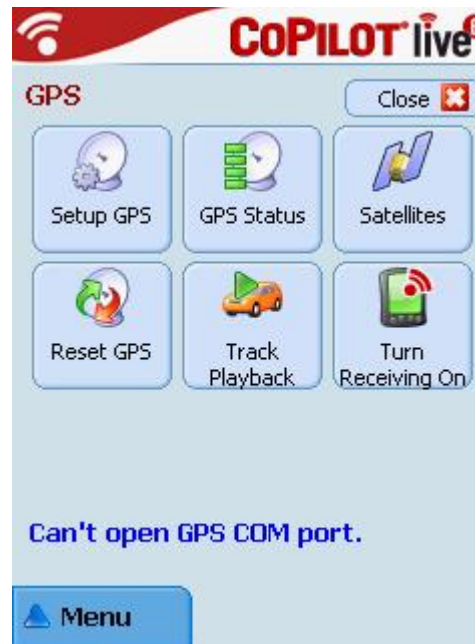 CoPilot live
GPS
Close
Setup GPS
GPS Status
Satellites
Reset GPS
Track
Playback
Turn
Receiving On
Can't open GPS COM port.
Menu